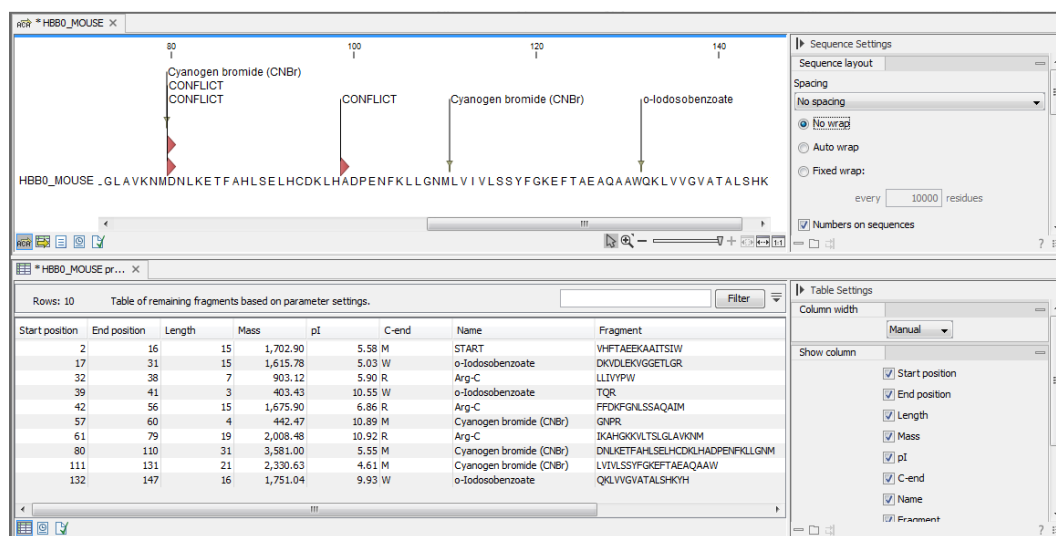 * HBB0_MOUSE
80 100 120 140
Cyanogen bromide (CNBr)
CONFLICT
CONFLICT CONFLICT Cyanogen bromide (CNBr) o-Iodosobenzoate
HBB0_MOUSE GLAVKNMDNLKETFAHLSELHCDKLHADPENFKLLGNMLVIVLSSYFGKEFTAEAQAAWQKLVVGVATALSHK
Sequence Settings
Sequence layout
Spacing
No spacing
No wrap
Auto wrap
Fixed wrap:
every 10000 residues
Numbers on sequences
1:1
?
* HBB0_MOUSE pr...
Rows: 10 Table of remaining fragments based on parameter settings. Filter
Start position End position Length Mass pI C-end Name Fragment
2 16 15 1,702.90 5.58 M START VHFTAEEKAAITSIW
17 31 15 1,615.78 5.03 W o-Iodosobenzoate DKVDLEKVGGETLGR
32 38 7 903.12 5.90 R Arg-C LLIVYPW
39 41 3 403.43 10.55 W o-Iodosobenzoate TQR
42 56 15 1,675.90 6.86 R Arg-C FFDKFGNLSSAQAIM
57 60 4 442.47 10.89 M Cyanogen bromide (CNBr) GNPR
61 79 19 2,008.48 10.92 R Arg-C IKAHGKKVLTSLGLAVKNM
80 110 31 3,581.00 5.55 M Cyanogen bromide (CNBr) DNLKETFAHLSELHCDKLHADPENFKLLGNM
111 131 21 2,330.63 4.61 M Cyanogen bromide (CNBr) LVIVLSSYFGKEFTAEAQAAW
132 147 16 1,751.04 9.93 W o-Iodosobenzoate QKLVVGVATALSHKYH
Table Settings
Column width
Manual
Show column
Start position
End position
Length
Mass
pI
C-end
Name
Fragment
?